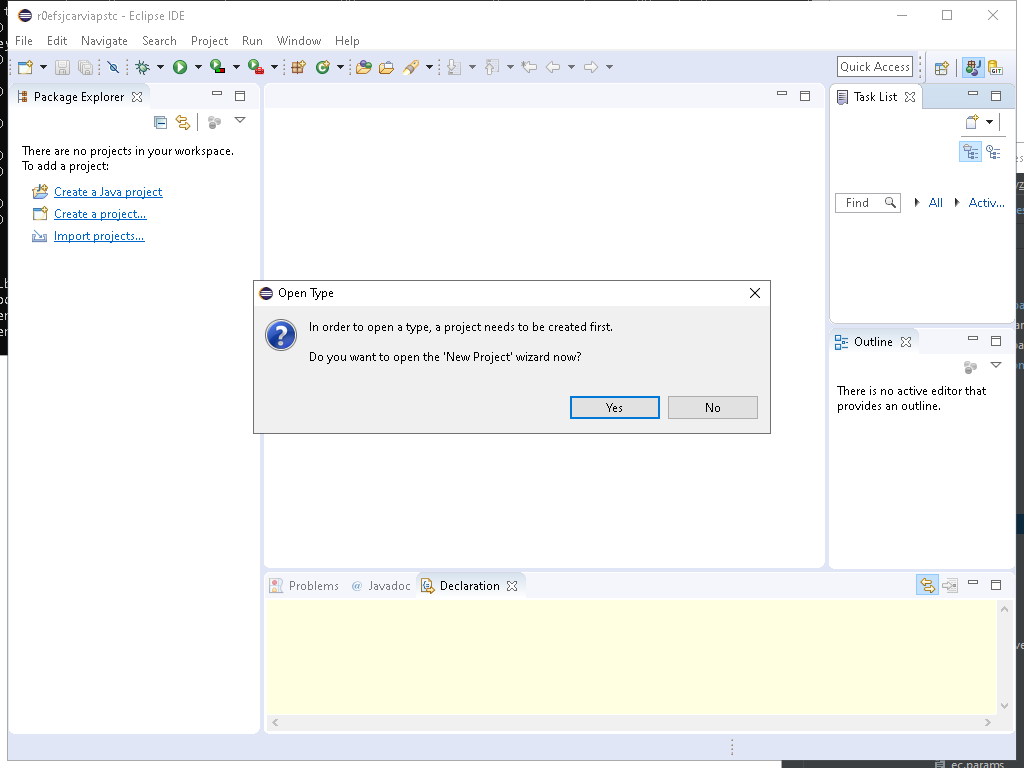 r0efsjcarviapstc - Eclipse IDE
File Edit Navigate Search Project Run Window Help
Quick Access
GIT
Package Explorer
Task List
There are no projects in your workspace.
To add a project:
Create a Java project
Create a project...
Import projects...
Find All Activ...
Open Type
In order to open a type, a project needs to be created first.
Do you want to open the 'New Project' wizard now?
Yes No
Outline
There is no active editor that
provides an outline.
Problems @ Javadoc Declaration
ec.params